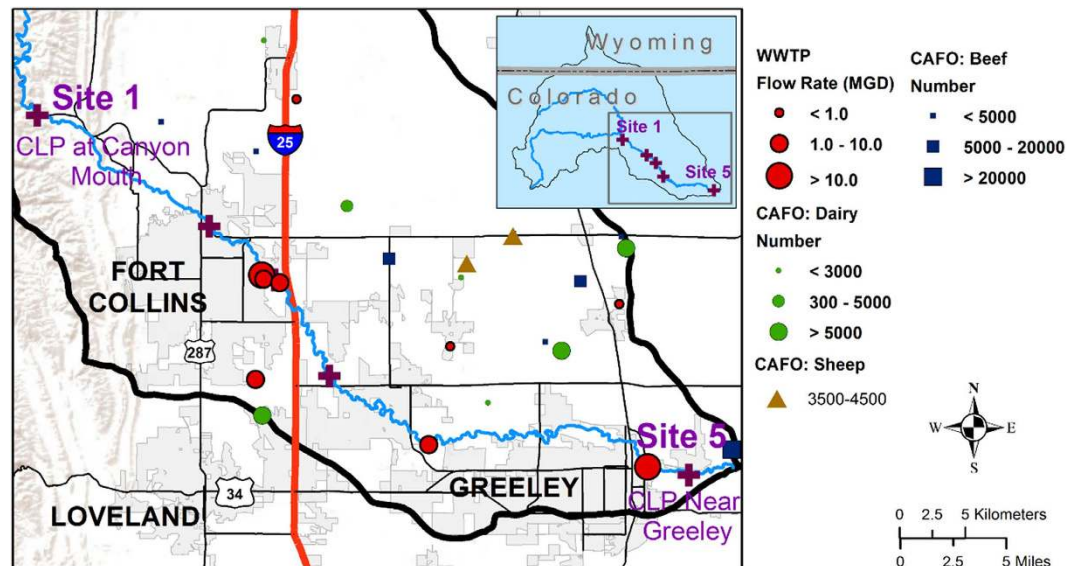 Wyoming
Colorado
Site 1
Site 5
Site 1
CLP at Canyon
Mouth
25
FORT
COLLINS
287
34
LOVELAND
GREELEY
Site 5
CLP Near
Greeley
WWTP
Flow Rate (MGD)
< 1.0
1.0 - 10.0
> 10.0
CAFO: Dairy
Number
< 3000
300 - 5000
> 5000
CAFO: Sheep
3500-4500
CAFO: Beef
Number
< 5000
5000 - 20000
> 20000
N
W
E
S
0 2.5 5 Kilometers
0 2.5 5 Miles